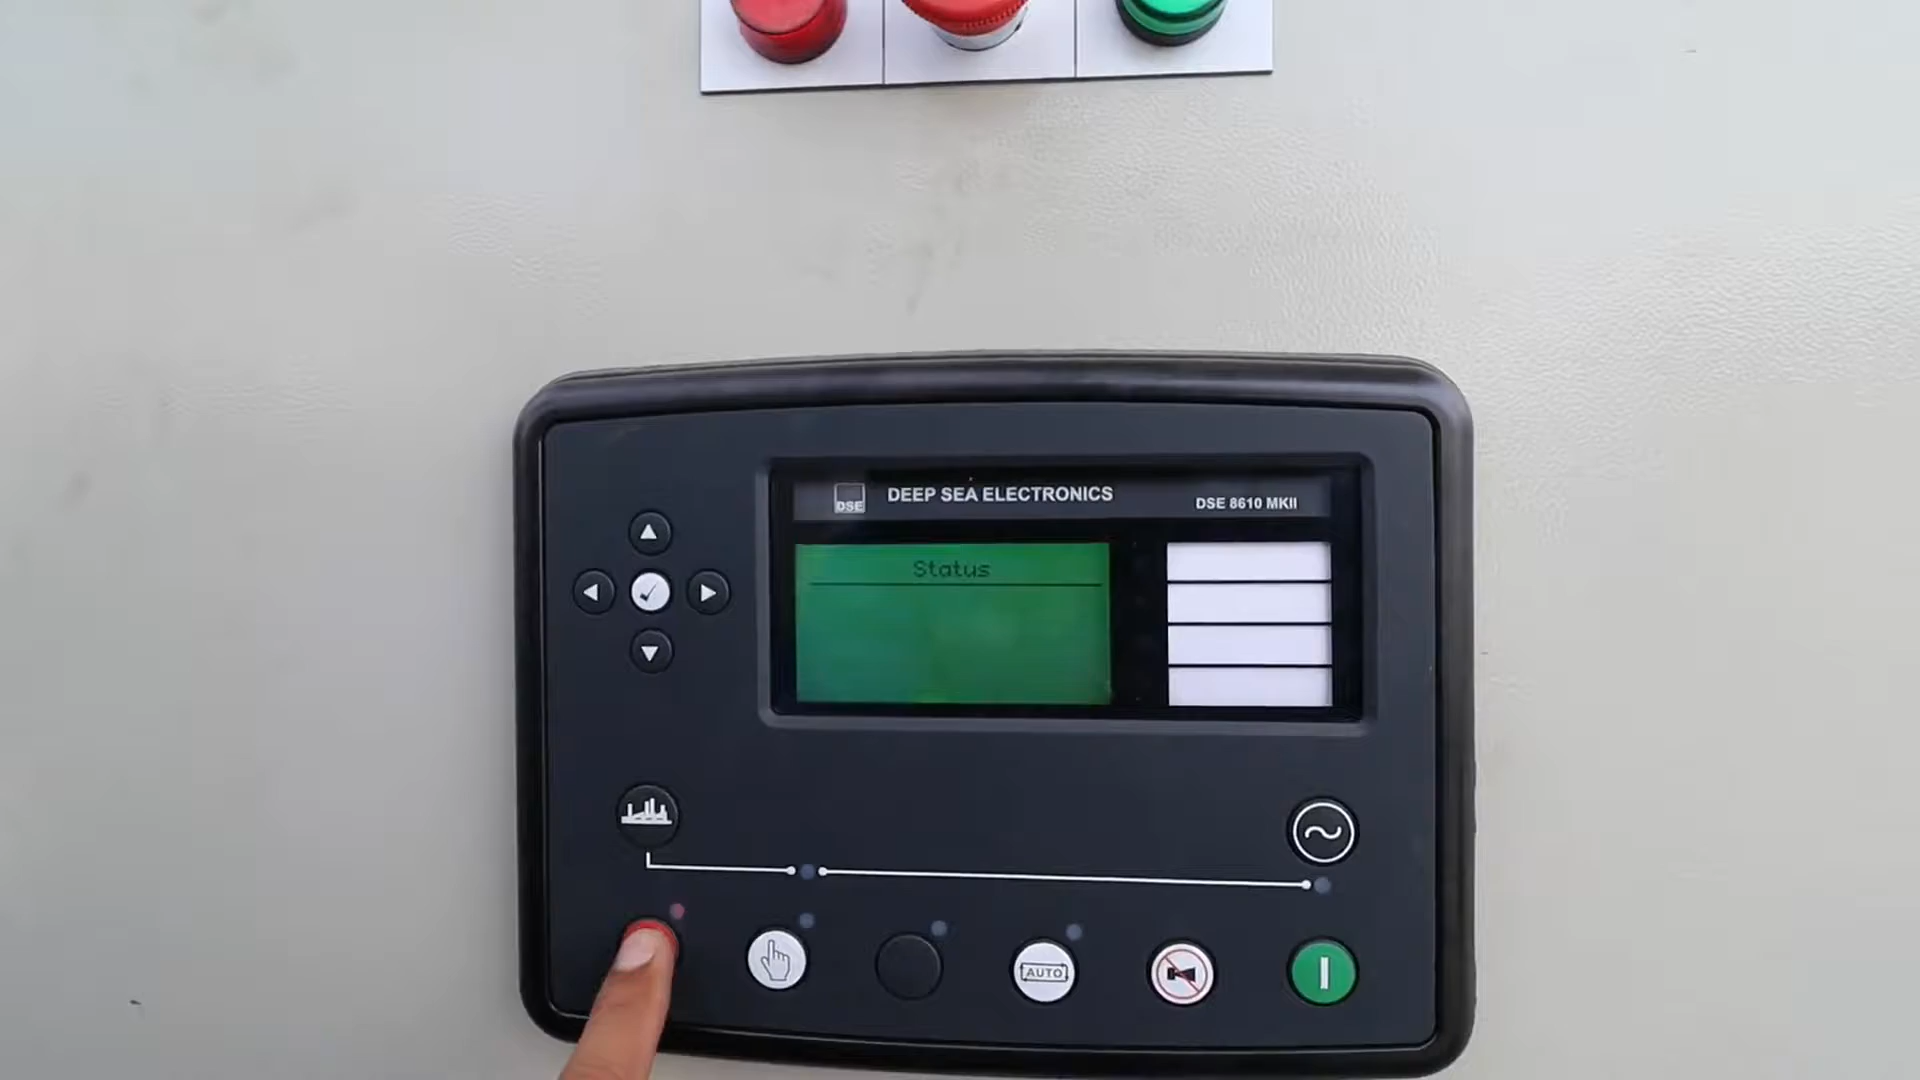 DSE
DEEP SEA ELECTRONICS
DSE 8610 MKII
Status
AUTO